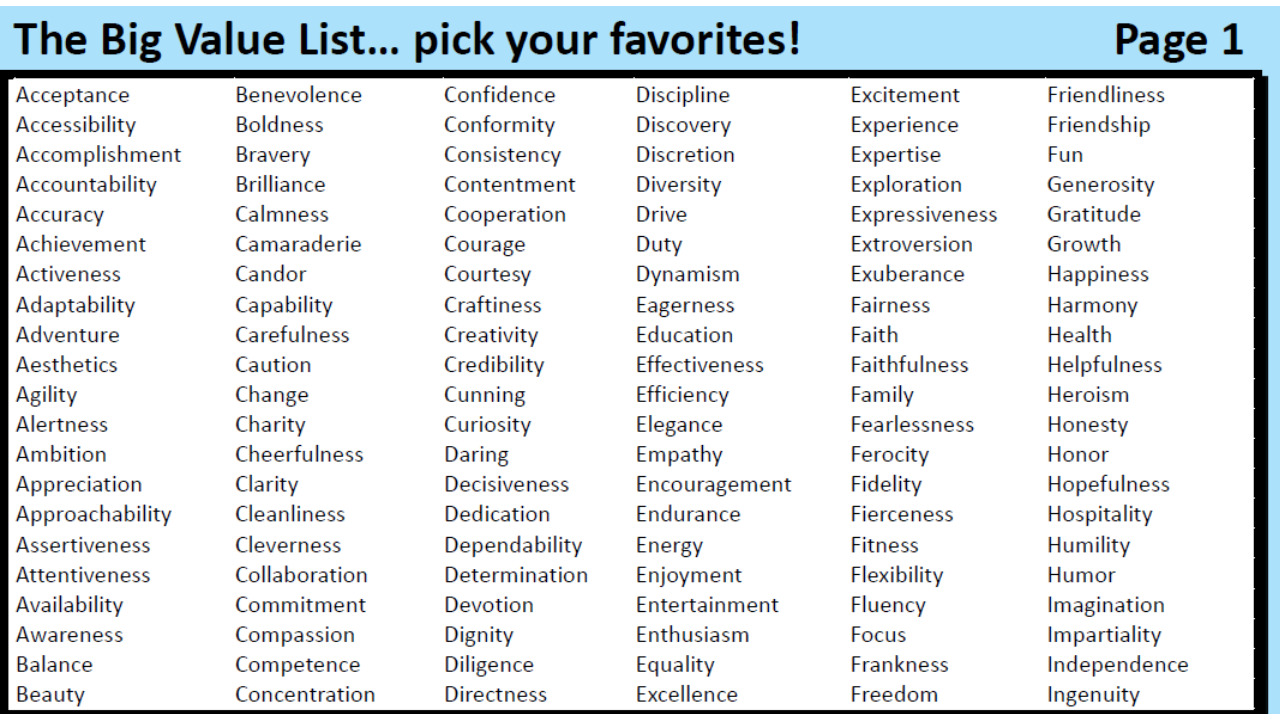 The Big Value List... pick your favorites! Page 1
Acceptance Benevolence Confidence Discipline Excitement Friendliness
Accessibility Boldness Conformity Discovery Experience Friendship
Accomplishment Bravery Consistency Discretion Expertise Fun
Accountability Brilliance Contentment Diversity Exploration Generosity
Accuracy Calmness Cooperation Drive Expressiveness Gratitude
Achievement Camaraderie Courage Duty Extroversion Growth
Activeness Candor Courtesy Dynamism Exuberance Happiness
Adaptability Capability Craftiness Eagerness Fairness Harmony
Adventure Carefulness Creativity Education Faith Health
Aesthetics Caution Credibility Effectiveness Faithfulness Helpfulness
Agility Change Cunning Efficiency Family Heroism
Alertness Charity Curiosity Elegance Fearlessness Honesty
Ambition Cheerfulness Daring Empathy Ferocity Honor
Appreciation Clarity Decisiveness Encouragement Fidelity Hopefulness
Approachability Cleanliness Dedication Endurance Fierceness Hospitality
Assertiveness Cleverness Dependability Energy Fitness Humility
Attentiveness Collaboration Determination Enjoyment Flexibility Humor
Availability Commitment Devotion Entertainment Fluency Imagination
Awareness Compassion Dignity Enthusiasm Focus Impartiality
Balance Competence Diligence Equality Frankness Independence
Beauty Concentration Directness Excellence Freedom Ingenuity